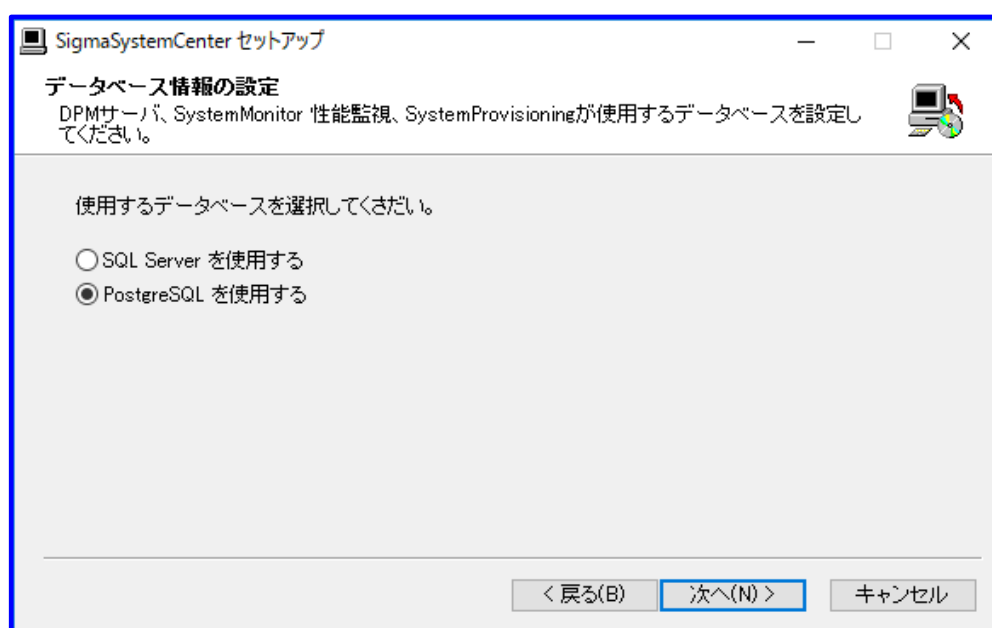 SigmaSystemCenter セットアップ
データベース情報の設定
DPMサーバ、SystemMonitor 性能監視、SystemProvisioningが使用するデータベースを設定し
てください。
使用するデータベースを選択してくさだい。
SQL Server を使用する
PostgreSQL を使用する
< 戻る(B)
次へ(N) >
キャンセル